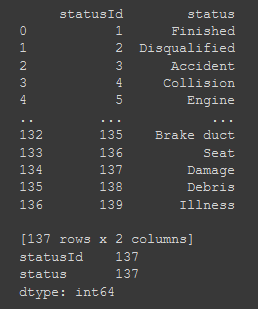 statusId status
0 1 Finished
1 2 Disqualified
2 3 Accident
3 4 Collision
4 5 Engine
.. ... ...
132 135 Brake duct
133 136 Seat
134 137 Damage
135 138 Debris
136 139 Illness
[137 rows x 2 columns]
statusId 137
status 137
dtype: int64